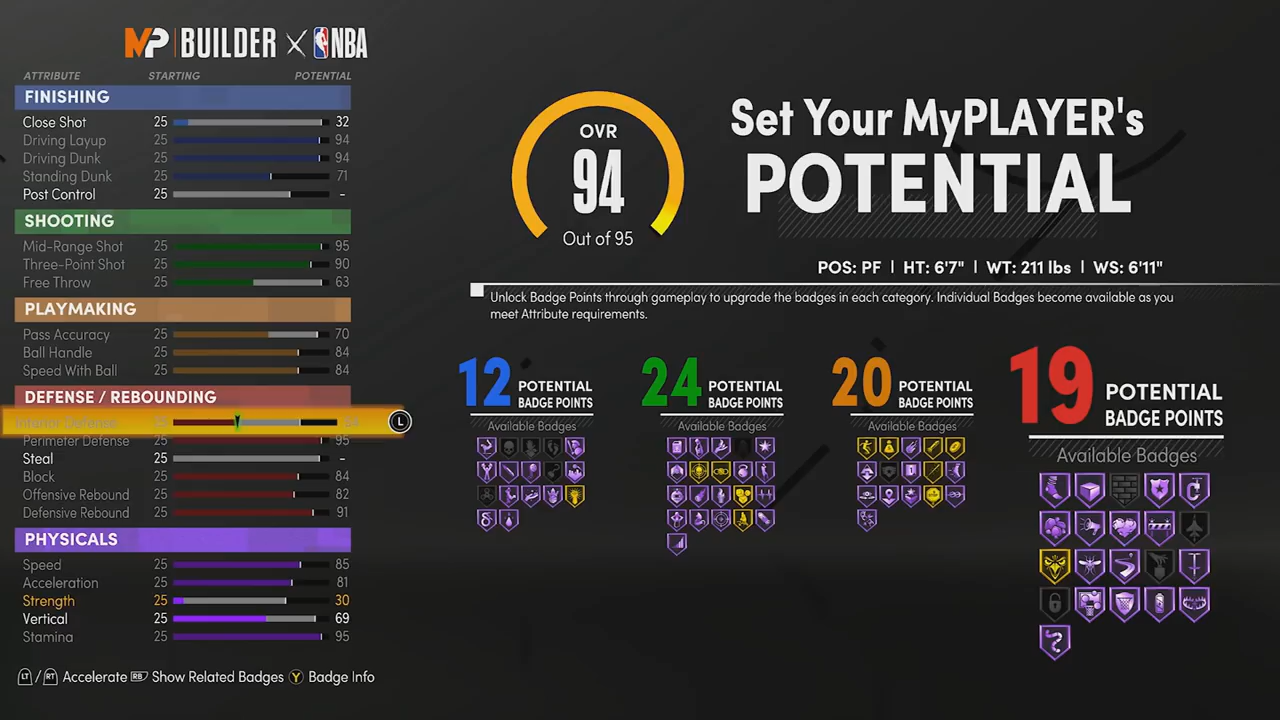 MP | BUILDER X NBA
ATTRIBUTE STARTING POTENTIAL
FINISHING
Close Shot 25 32
Driving Layup 25 94
Driving Dunk 25 94
Standing Dunk 25 71
Post Control 25 -
SHOOTING
Mid-Range Shot 25 95
Three-Point Shot 25 90
Free Throw 25 63
PLAYMAKING
Pass Accuracy 25 70
Ball Handle 25 84
Speed With Ball 25 84
DEFENSE / REBOUNDING
Interior Defense L
Perimeter Defense 25 95
Steal 25 -
Block 25 84
Offensive Rebound 25 82
Defensive Rebound 25 91
PHYSICALS
Speed 25 85
Acceleration 25 81
Strength 25 30
Vertical 25 69
Stamina 25 95
LT / RT Accelerate RB Show Related Badges Y Badge Info
OVR
94
Out of 95
Set Your MyPLAYER's
POTENTIAL
POS: PF | HT: 6'7" | WT: 211 lbs | WS: 6'11"
Unlock Badge Points through gameplay to upgrade the badges in each category. Individual Badges become available as you
meet Attribute requirements.
12 POTENTIAL
BADGE POINTS
Available Badges
24 POTENTIAL
BADGE POINTS
Available Badges
20 POTENTIAL
BADGE POINTS
Available Badges
19 POTENTIAL
BADGE POINTS
Available Badges